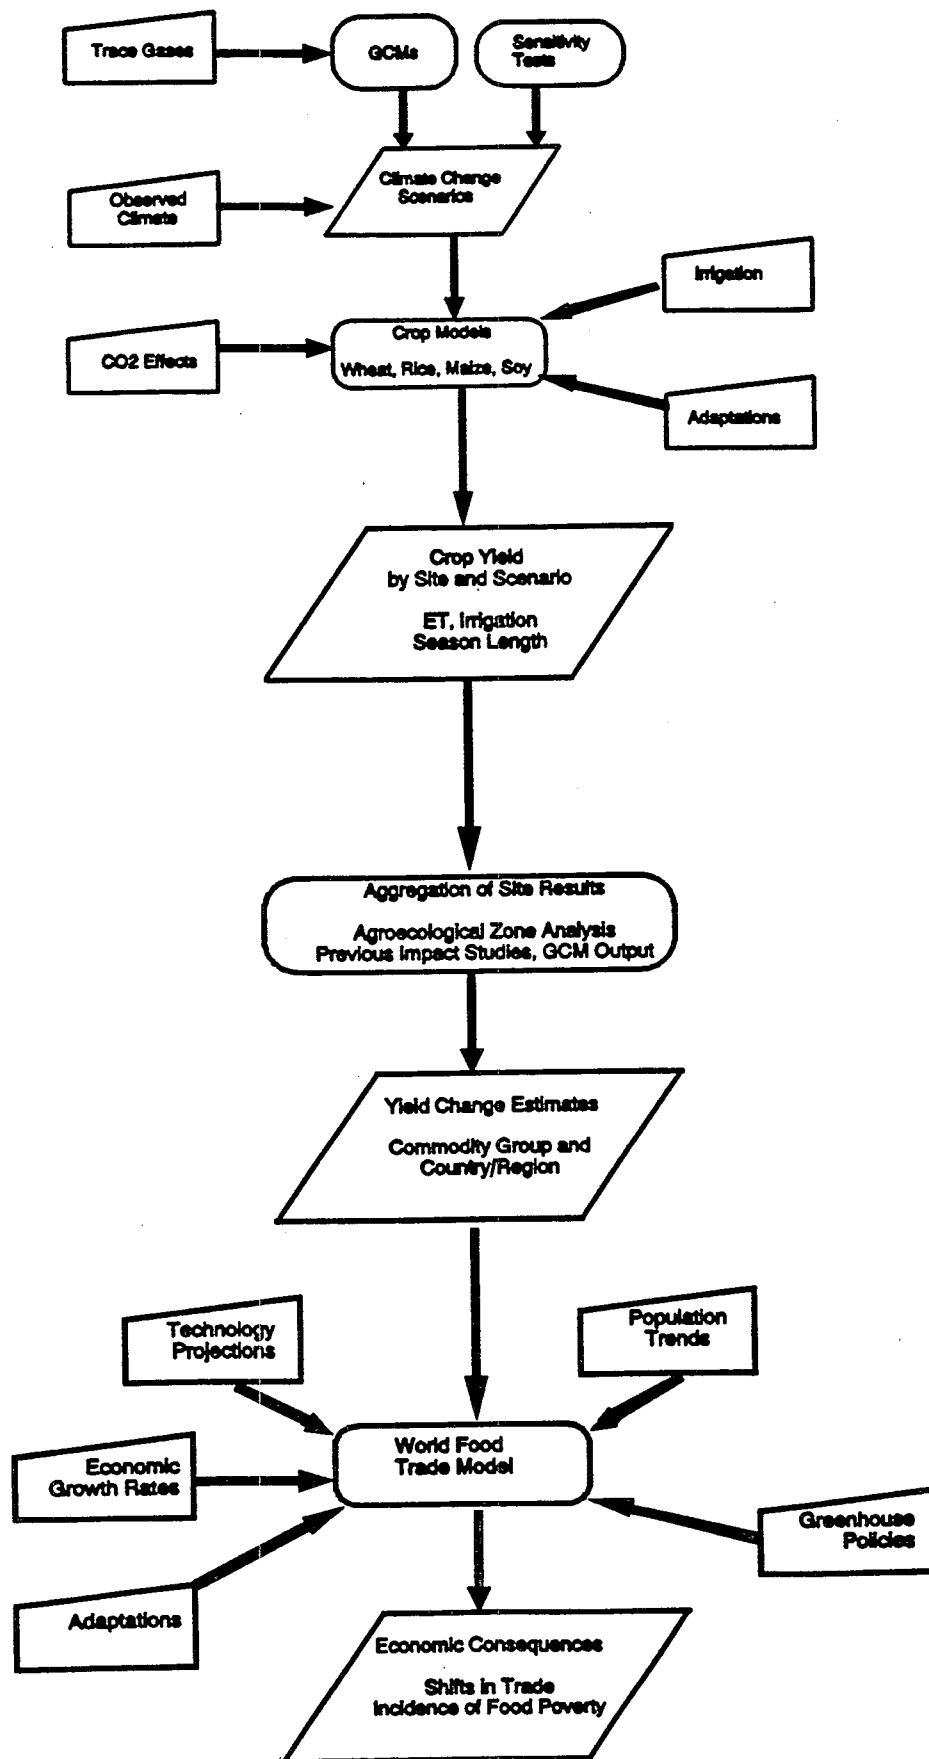 Trace Gases
GCMs
Sensitivity
Tests
Climate Change
Scenarios
Observed
Climate
Irrigation
Crop Models
Wheat, Rice, Maize, Soy
CO2 Effects
Adaptations
Crop Yield
by Site and Scenario
ET, Irrigation
Season Length
Aggregation of Site Results
Agroecological Zone Analysis
Previous Impact Studies, GCM Output
Yield Change Estimates
Commodity Group and
Country/Region
Technology
Projections
Population
Trends
World Food
Trade Model
Economic
Growth Rates
Greenhouse
Policies
Adaptations
Economic Consequences
Shifts in Trade
Incidence of Food Poverty